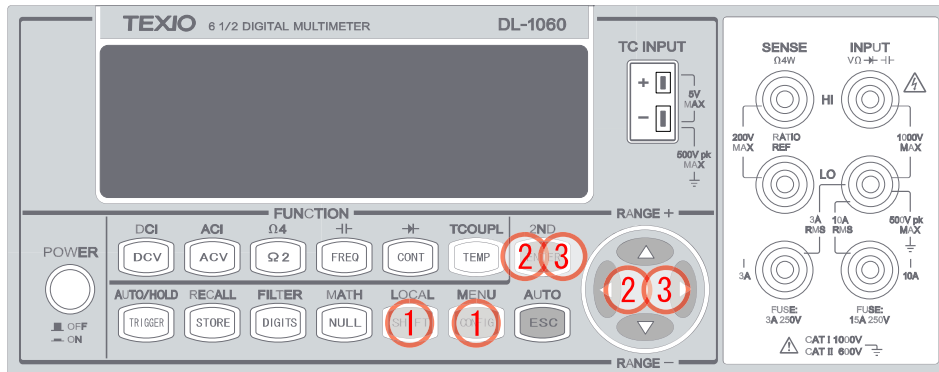 TEXIO 6 1/2 DIGITAL MULTIMETER DL-1060
TC INPUT
+
5V
MAX
−
500V pk
MAX
SENSE
Ω4W
INPUT
VΩ
HI
200V
MAX
RATIO
REF
1000V
MAX
LO
3A
RMS
10A
RMS
500V pk
MAX
3A
10A
FUSE:
3A 250V
FUSE:
15A 250V
CAT I 1000V
CAT II 600V
FUNCTION
RANGE +
DCI ACI Ω4 TCOUPL 2ND
POWER
DCV ACV Ω2 FREQ CONT TEMP 2 3
2 3
AUTO/HOLD RECALL FILTER MATH LOCAL MENU AUTO
TRIGGER STORE DIGITS NULL SHIFT 1 CONFIG 1 ESC
OFF
ON
RANGE −